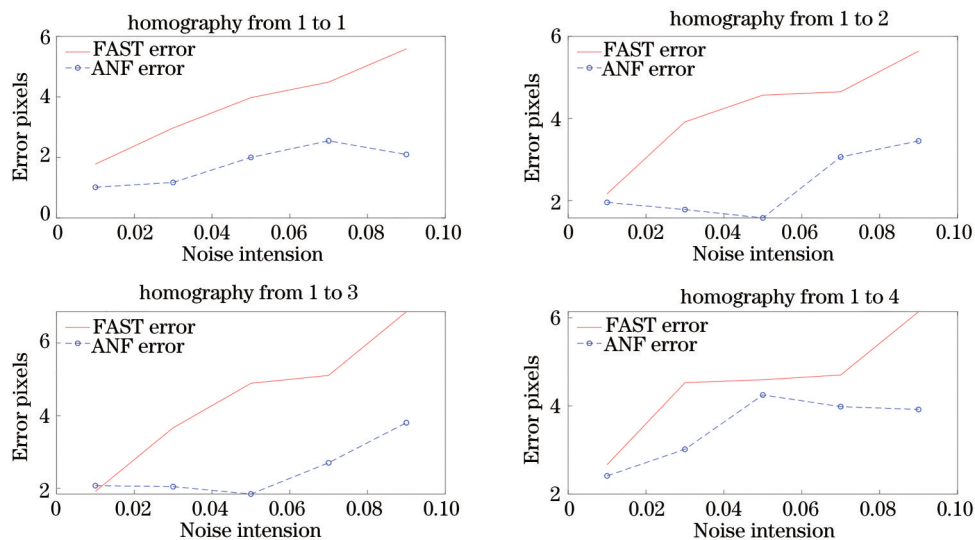 homography from 1 to 1
6
4
2
0
Error pixels
FAST error
ANF error
0 0.02 0.04 0.06 0.08 0.10
Noise intension
homography from 1 to 2
6
4
2
Error pixels
FAST error
ANF error
0 0.02 0.04 0.06 0.08 0.10
Noise intension
homography from 1 to 3
6
4
2
Error pixels
FAST error
ANF error
0 0.02 0.04 0.06 0.08 0.10
Noise intension
homography from 1 to 4
6
4
2
Error pixels
FAST error
ANF error
0 0.02 0.04 0.06 0.08 0.10
Noise intension